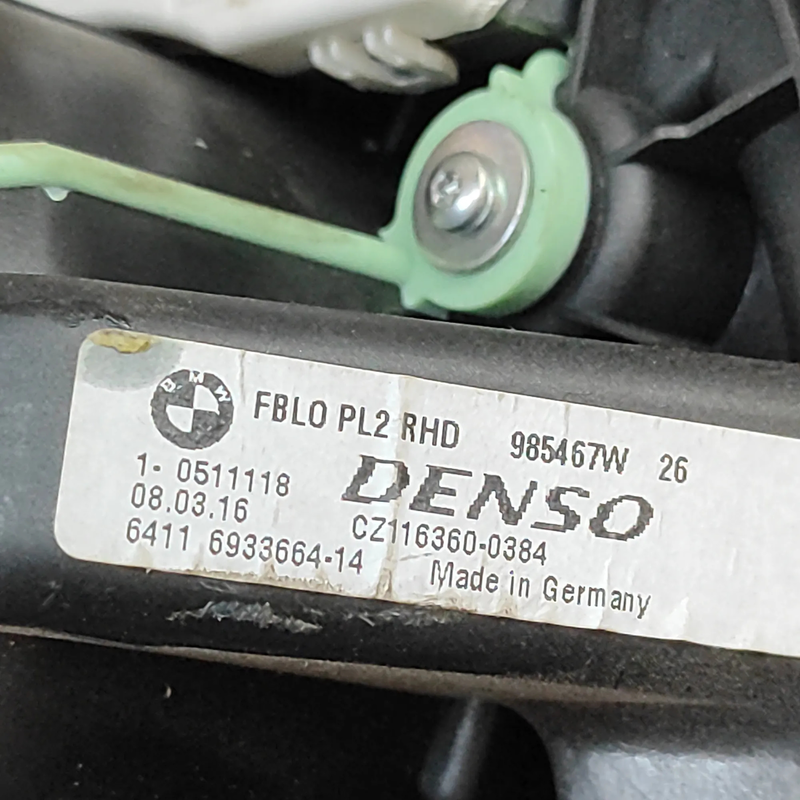 BMW
FBLO PL2 RHD 985467W 26
1- 0511118
DENSO
08.03.16
CZ116360-0384
6411 6933664-14
Made in Germany